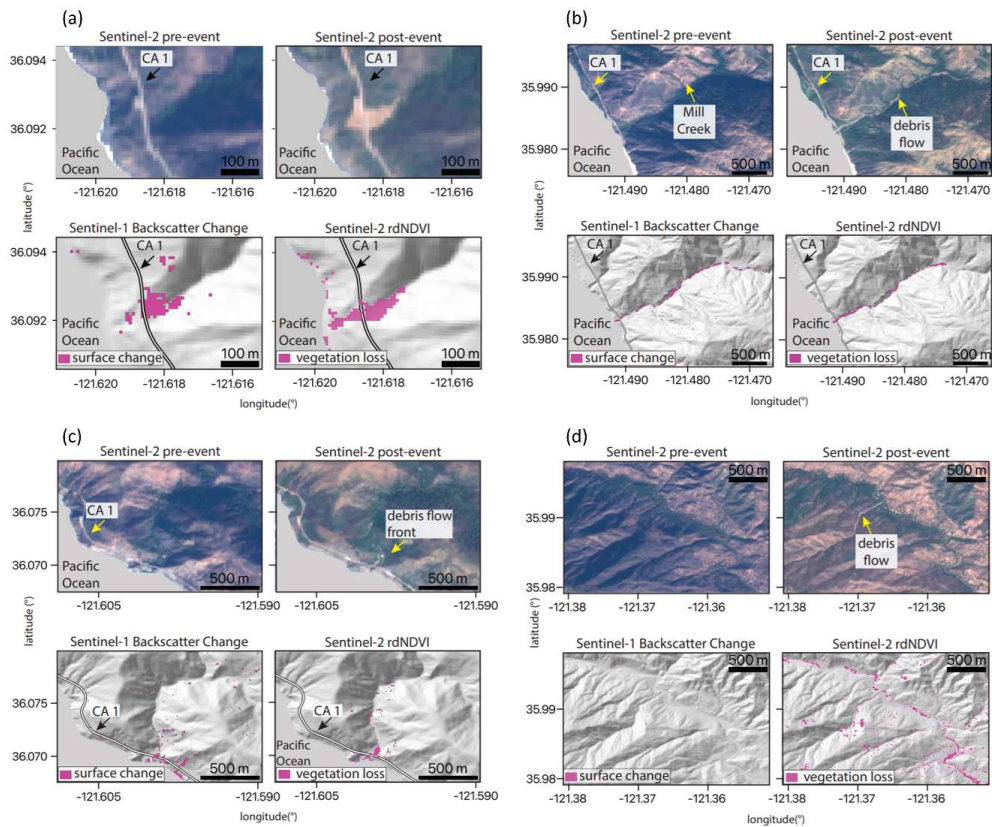 (a)
Sentinel-2 pre-event
Sentinel-2 post-event
36.094
36.092
CA 1
CA 1
Pacific
Ocean
100 m
Pacific
Ocean
100 m
-121.620
-121.618
-121.616
-121.620
-121.618
-121.616
latitude (°)
Sentinel-1 Backscatter Change
Sentinel-2 rdNDVI
36.094
36.092
CA 1
CA 1
Pacific
Ocean
surface change
100 m
Pacific
Ocean
vegetation loss
100 m
-121.620
-121.618
-121.616
-121.620
-121.618
-121.616
longitude(°)
(b)
Sentinel-2 pre-event
Sentinel-2 post-event
35.990
35.980
CA 1
Mill
Creek
Pacific
Ocean
500 m
CA 1
debris
flow
Pacific
Ocean
500 m
-121.490
-121.480
-121.470
-121.490
-121.480
-121.470
latitude (°)
Sentinel-1 Backscatter Change
Sentinel-2 rdNDVI
35.990
35.980
CA 1
CA 1
Pacific
Ocean
surface change
500 m
Pacific
Ocean
vegetation loss
500 m
-121.490
-121.480
-121.470
-121.490
-121.480
-121.470
longitude(°)
(c)
Sentinel-2 pre-event
Sentinel-2 post-event
36.075
36.070
CA 1
Pacific
Ocean
500 m
debris flow
front
Pacific
Ocean
500 m
-121.605
-121.590
-121.605
-121.590
latitude (°)
Sentinel-1 Backscatter Change
Sentinel-2 rdNDVI
36.075
36.070
CA 1
CA 1
Pacific
Ocean
surface change
500 m
Pacific
Ocean
vegetation loss
500 m
-121.605
-121.590
-121.605
-121.590
longitude(°)
(d)
Sentinel-2 pre-event
Sentinel-2 post-event
500 m
500 m
35.99
35.98
debris
flow
-121.38
-121.37
-121.36
-121.38
-121.37
-121.36
latitude (°)
Sentinel-1 Backscatter Change
Sentinel-2 rdNDVI
500 m
500 m
35.99
35.98
surface change
vegetation loss
-121.38
-121.37
-121.36
-121.38
-121.37
-121.36
longitude(°)